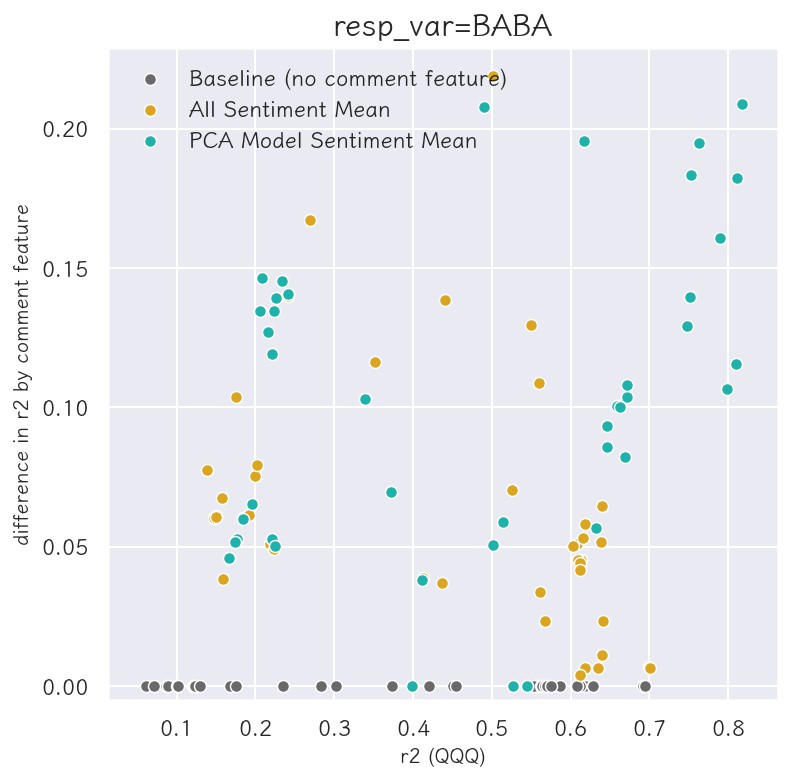 resp_var=BABA
Baseline (no comment feature)
All Sentiment Mean
PCA Model Sentiment Mean
difference in r2 by comment feature
0.20
0.15
0.10
0.05
0.00
0.1 0.2 0.3 0.4 0.5 0.6 0.7 0.8
r2 (QQQ)